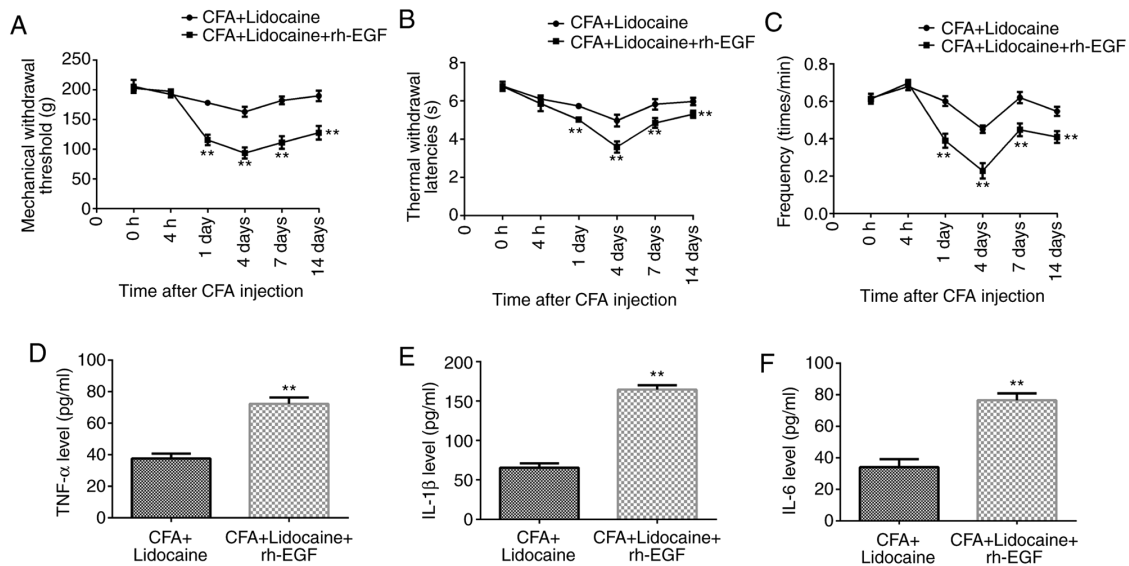 A
CFA+Lidocaine
CFA+Lidocaine+rh-EGF
Mechanical withdrawal
threshold (g)
250
200
150
100
50
0
**
**
**
**
0
0 h
4 h
1 day
4 days
7 days
14 days
Time after CFA injection
B
CFA+Lidocaine
CFA+Lidocaine+rh-EGF
Thermal withdrawal
latencies (s)
8
6
4
2
0
**
**
**
**
0
0 h
4 h
1 day
4 days
7 days
14 days
Time after CFA injection
C
CFA+Lidocaine
CFA+Lidocaine+rh-EGF
Frequency (times/min)
0.8
0.6
0.4
0.2
0.0
**
**
**
**
0
0 h
4 h
1 day
4 days
7 days
14 days
Time after CFA injection
D
TNF-α level (pg/ml)
100
80
60
40
20
0
**
CFA+
Lidocaine
CFA+Lidocaine+
rh-EGF
E
IL-1β level (pg/ml)
200
150
100
50
0
**
CFA+
Lidocaine
CFA+Lidocaine+
rh-EGF
F
IL-6 level (pg/ml)
100
80
60
40
20
0
**
CFA+
Lidocaine
CFA+Lidocaine+
rh-EGF